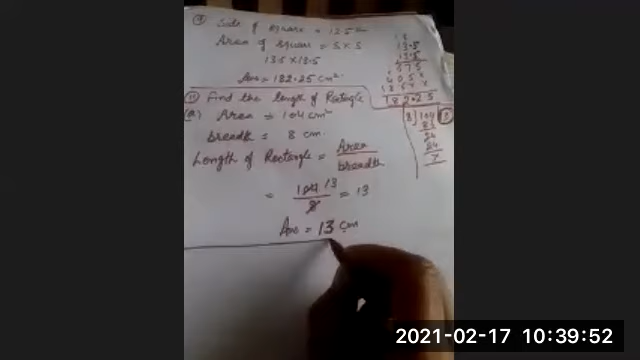 Side of square = 13.5 cm
Area of square = S x S
13.5 x 13.5
Ans = 182.25 cm²
13.5
13.5
675
405x
182.25
Find the length of Rectangle
(a) Area = 104 cm²
breadth = 8 cm
Length of Rectangle = Area / breadth
= 104 13 / 8 = 13
Ans = 13 cm
8 ) 104 ( 13
8
24
24
2021-02-17 10:39:52